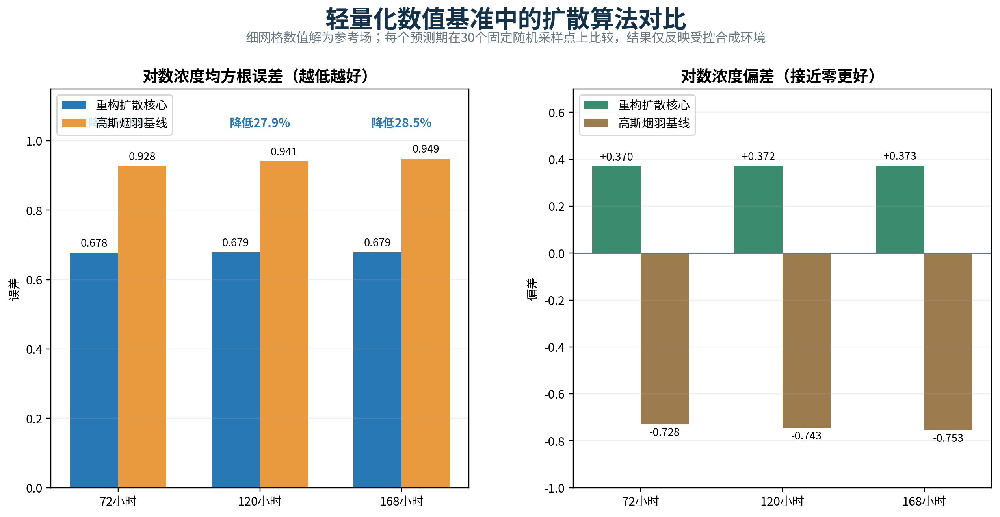 轻量化数值基准中的扩散算法对比
细网格数值解为参考场；每个预测期在30个固定随机采样点上比较，结果仅反映受控合成环境
对数浓度均方根误差（越低越好）
重构扩散核心
高斯烟羽基线
降低27.9%
降低28.5%
1.0
0.8
0.6
0.4
0.2
0.0
误差
0.678
0.928
0.679
0.941
0.679
0.949
72小时
120小时
168小时
对数浓度偏差（接近零更好）
重构扩散核心
高斯烟羽基线
0.6
0.4
0.2
0.0
-0.2
-0.4
-0.6
-0.8
-1.0
偏差
+0.370
+0.372
+0.373
-0.728
-0.743
-0.753
72小时
120小时
168小时